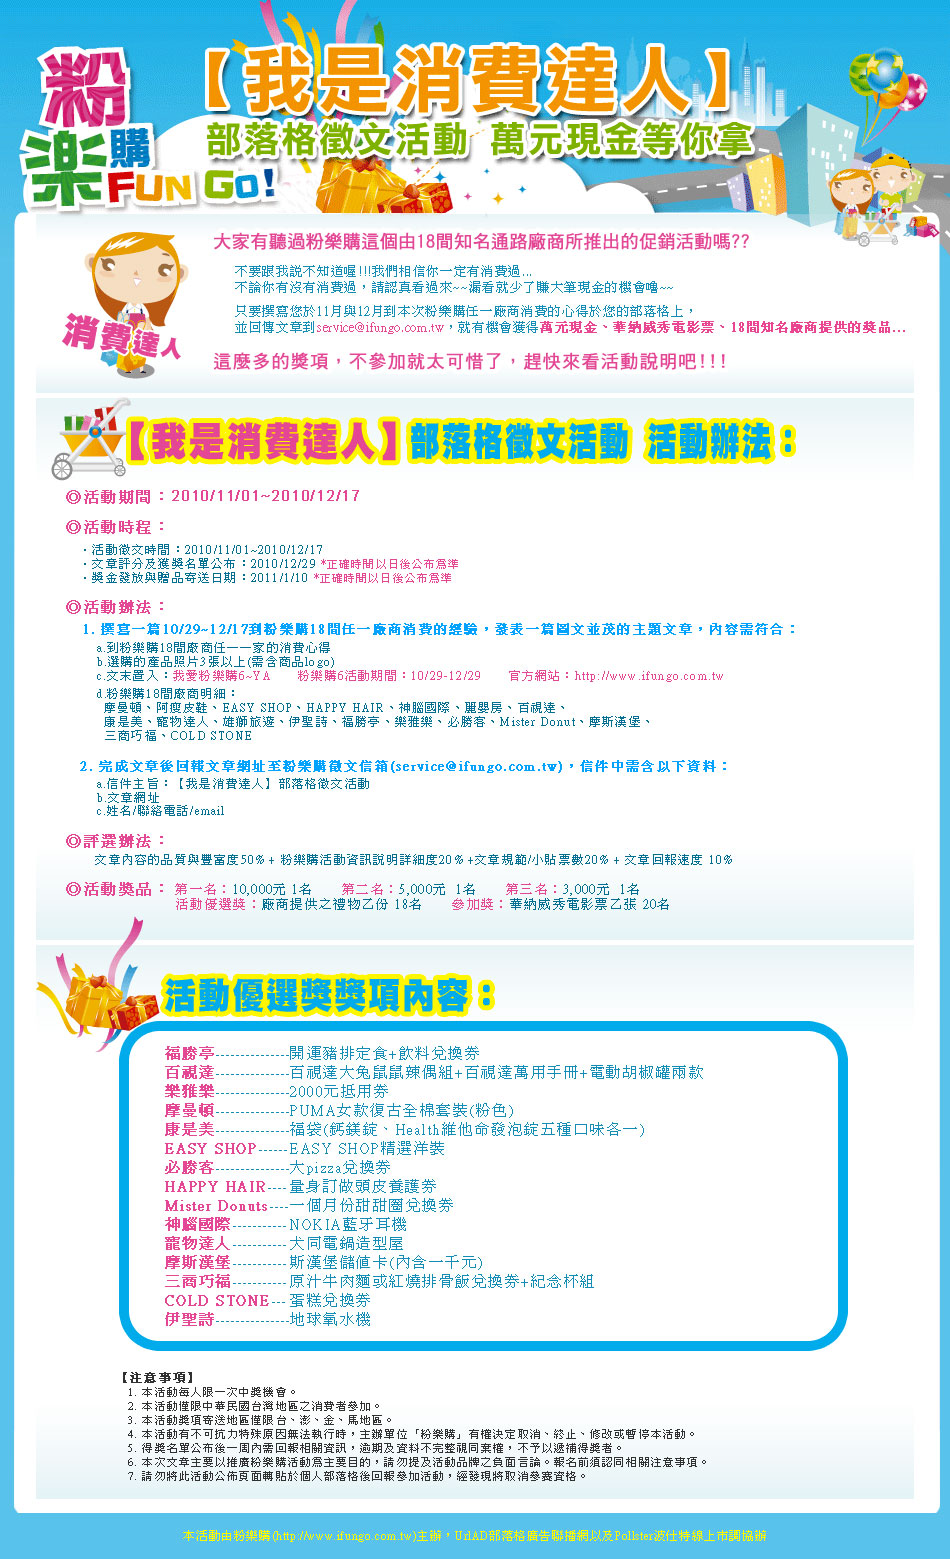 粉樂購 FUN GO!
【我是消費達人】
部落格徵文活動 萬元現金等你拿
大家有聽過粉樂購這個由18間知名通路廠商所推出的促銷活動嗎??
不要跟我說不知道喔!!!我們相信你一定有消費過...
不論你有沒有消費過，請認真看過來~~漏看就少了賺大筆現金的機會嚕~~
只要撰寫您於11月與12月到本次粉樂購任一廠商消費的心得於您的部落格上，
並回傳文章到service@ifungo.com.tw，就有機會獲得萬元現金、華納威秀電影票、18間知名廠商提供的獎品...
消費達人
這麼多的獎項，不參加就太可惜了，趕快來看活動說明吧!!!
【我是消費達人】部落格徵文活動 活動辦法：
◎活動期間：2010/11/01~2010/12/17
◎活動時程：
・活動徵文時間：2010/11/01~2010/12/17
・文章評分及獲獎名單公布：2010/12/29 *正確時間以日後公布為準
・獎金發放與贈品寄送日期：2011/1/10 *正確時間以日後公布為準
◎活動辦法：
1. 撰寫一篇10/29~12/17到粉樂購18間任一廠商消費的經驗，發表一篇圖文並茂的主題文章，內容需符合：
a.到粉樂購18間廠商任一一家的消費心得
b.選購的產品照片3張以上(需含商品logo)
c.文末置入：我愛粉樂購6~YA 粉樂購6活動期間：10/29-12/29 官方網站：http://www.ifungo.com.tw
d.粉樂購18間廠商明細：
摩曼頓、阿瘦皮鞋、EASY SHOP、HAPPY HAIR、神腦國際、麗嬰房、百視達、
康是美、寵物達人、雄獅旅遊、伊聖詩、福勝亭、樂雅樂、必勝客、Mister Donut、摩斯漢堡、
三商巧福、COLD STONE
2. 完成文章後回報文章網址至粉樂購徵文信箱(service@ifungo.com.tw)，信件中需含以下資料：
a.信件主旨：【我是消費達人】部落格徵文活動
b.文章網址
c.姓名/聯絡電話/email
◎評選辦法：
文章內容的品質與豐富度50% + 粉樂購活動資訊說明詳細度20% +文章規範/小貼票數20% + 文章回報速度 10%
◎活動獎品：第一名：10,000元 1名 第二名：5,000元 1名 第三名：3,000元 1名
活動優選獎：廠商提供之禮物乙份 18名 參加獎：華納威秀電影票乙張 20名
活動優選獎獎項內容：
福勝亭---------------開運豬排定食+飲料兌換券
百視達---------------百視達大兔鼠鼠辣偶組+百視達萬用手冊+電動胡椒罐兩款
樂雅樂---------------2000元抵用券
摩曼頓---------------PUMA女款復古全棉套裝(粉色)
康是美---------------福袋(鈣鎂錠、Health維他命發泡錠五種口味各一)
EASY SHOP------EASY SHOP精選洋裝
必勝客---------------大pizza兌換券
HAPPY HAIR----量身訂做頭皮養護券
Mister Donuts----一個月份甜甜圈兌換券
神腦國際-----------NOKIA藍牙耳機
寵物達人-----------犬同電鍋造型屋
摩斯漢堡-----------斯漢堡儲值卡(內含一千元)
三商巧福-----------原汁牛肉麵或紅燒排骨飯兌換券+紀念杯組
COLD STONE---蛋糕兌換券
伊聖詩---------------地球氧水機
【注意事項】
1. 本活動每人限一次中獎機會。
2. 本活動僅限中華民國台灣地區之消費者參加。
3. 本活動獎項寄送地區僅限台、澎、金、馬地區。
4. 本活動有不可抗力特殊原因無法執行時，主辦單位「粉樂購」有權決定取消、終止、修改或暫停本活動。
5. 得獎名單公布後一周內需回報相關資訊，逾期及資料不完整視同棄權，不予以遞補得獎者。
6. 本次文章主要以推廣粉樂購活動為主要目的，請勿提及活動品牌之負面言論。報名前須認同相關注意事項。
7. 請勿將此活動公佈頁面轉貼於個人部落格後回報參加活動，經發現將取消參賽資格。
本活動由粉樂購(http://www.ifungo.com.tw)主辦，UrlAD部落格廣告聯播網以及Pollster波仕特線上市調協辦